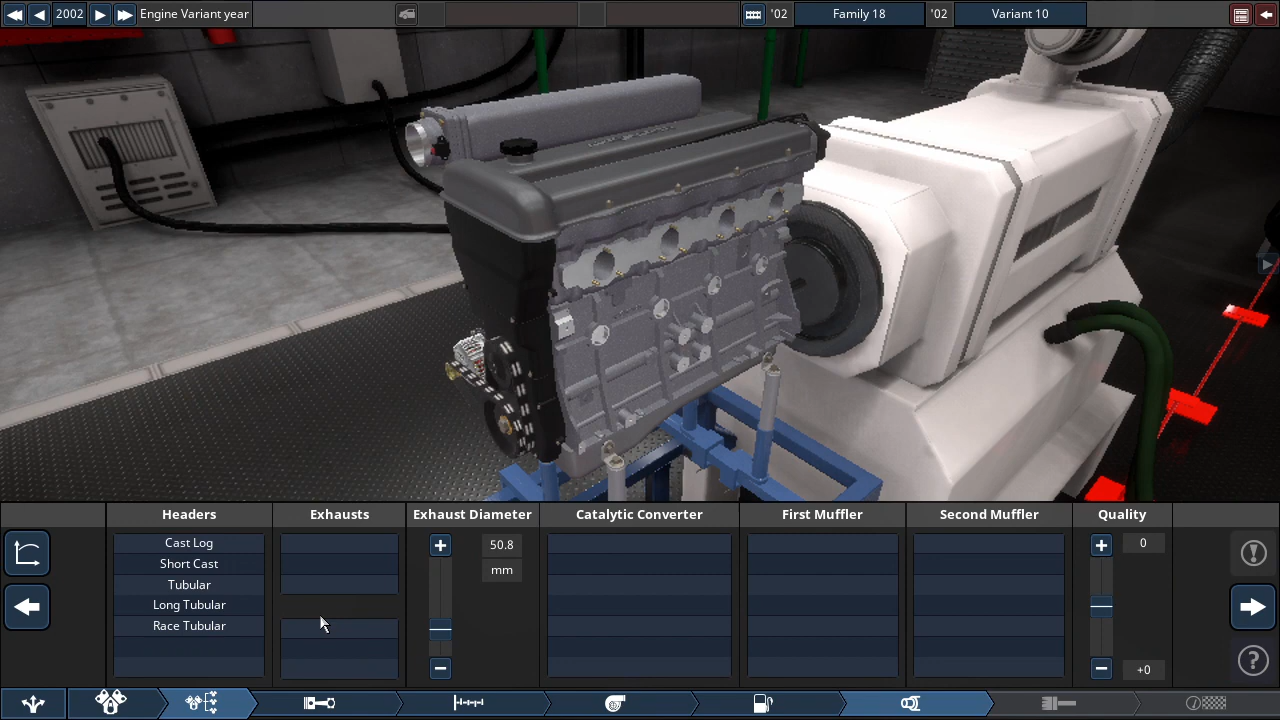 2002 Engine Variant year '02 Family 18 '02 Variant 10
Headers Exhausts Exhaust Diameter Catalytic Converter First Muffler Second Muffler Quality
Cast Log 50.8 0
Short Cast mm
Tubular
Long Tubular
Race Tubular
+0